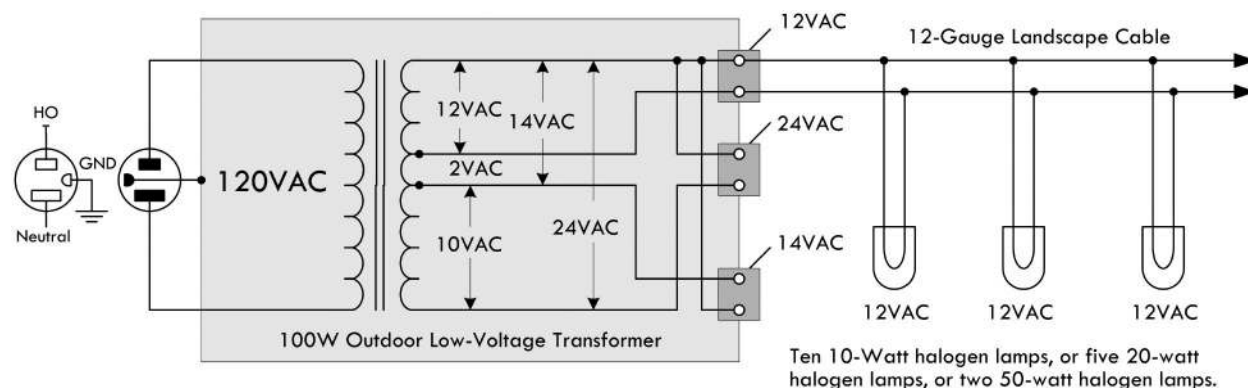 12VAC
12-Gauge Landscape Cable
HO
GND
Neutral
120VAC
12VAC
14VAC
2VAC
10VAC
24VAC
24VAC
14VAC
100W Outdoor Low-Voltage Transformer
12VAC
12VAC
12VAC
Ten 10-Watt halogen lamps, or five 20-watt
halogen lamps, or two 50-watt halogen lamps.